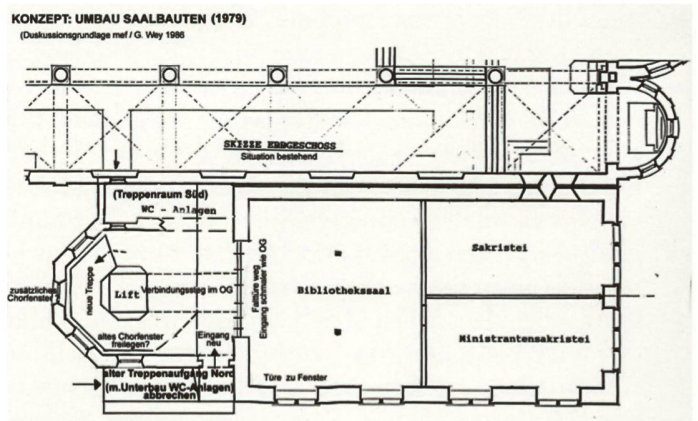 KONZEPT: UMBAU SAALBAUTEN (1979)
(Duskussionsgrundlage mef / G. Wey 1986
SKIZZE ERDGESCHOSS
Situation bestehend
(Treppenraum Süd)
WC - Anlagen
zusätzliches
Chorfenster?
neue Treppe
Lift
Verbindungssteg im OG
Falttüre weg
Eingang schmaler wie OG
Bibliothekssaal
Sakristei
Ministrantensakristei
altes Chorfenster
freilegen?
Eingang
neu
Türe zu Fenster
alter Treppenaufgang Nord
(m.Unterbau WC-Anlagen)
abbrechen